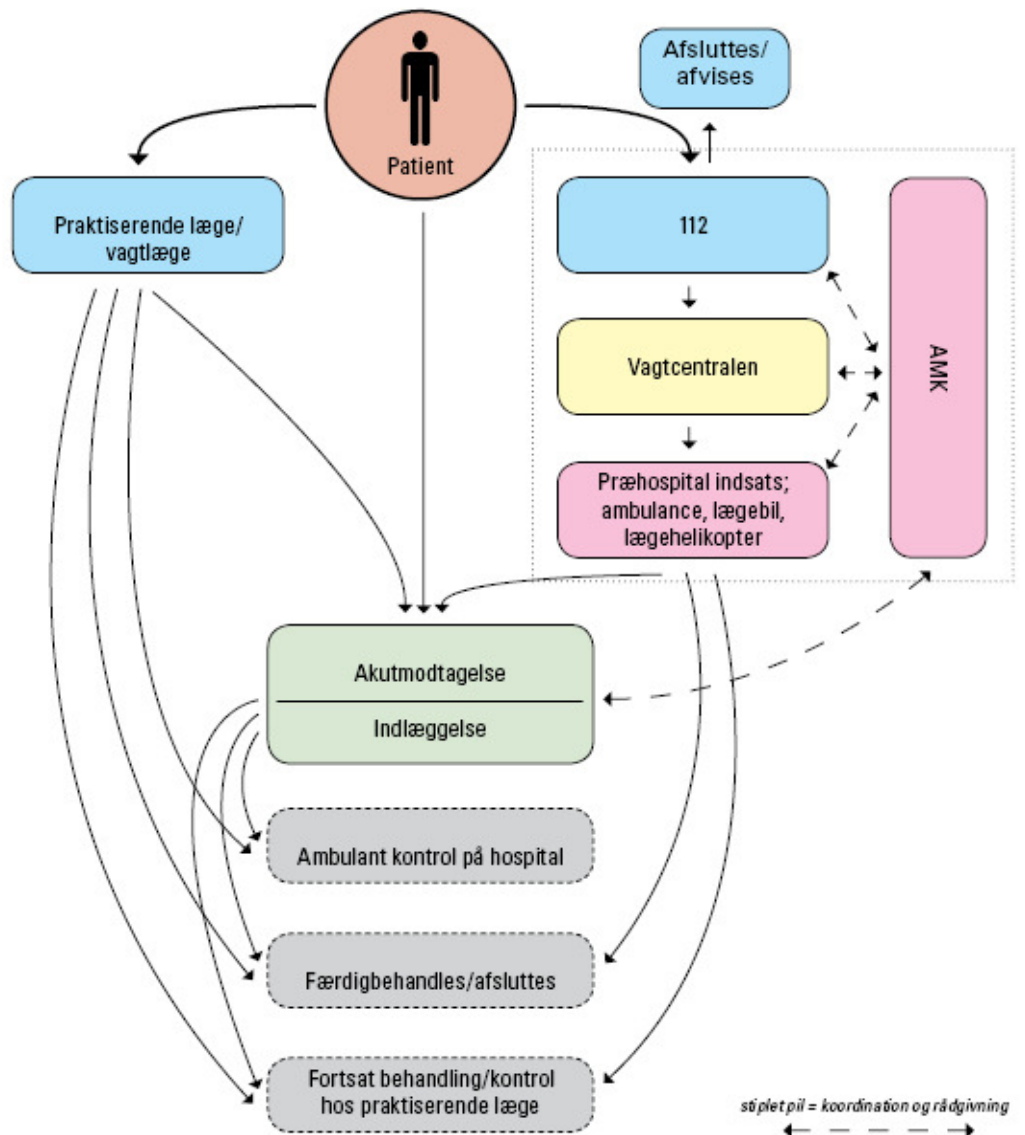 Patient
Afsluttes/
afvises
Praktiserende læge/
vagtlæge
112
Vagtcentralen
Præhospital indsats;
ambulance, lægebil,
lægehelikopter
AMK
Akutmodtagelse
Indlæggelse
Ambulant kontrol på hospital
Færdigbehandles/afsluttes
Fortsat behandling/kontrol
hos praktiserende læge
stiplet pil = koordination og rådgivning